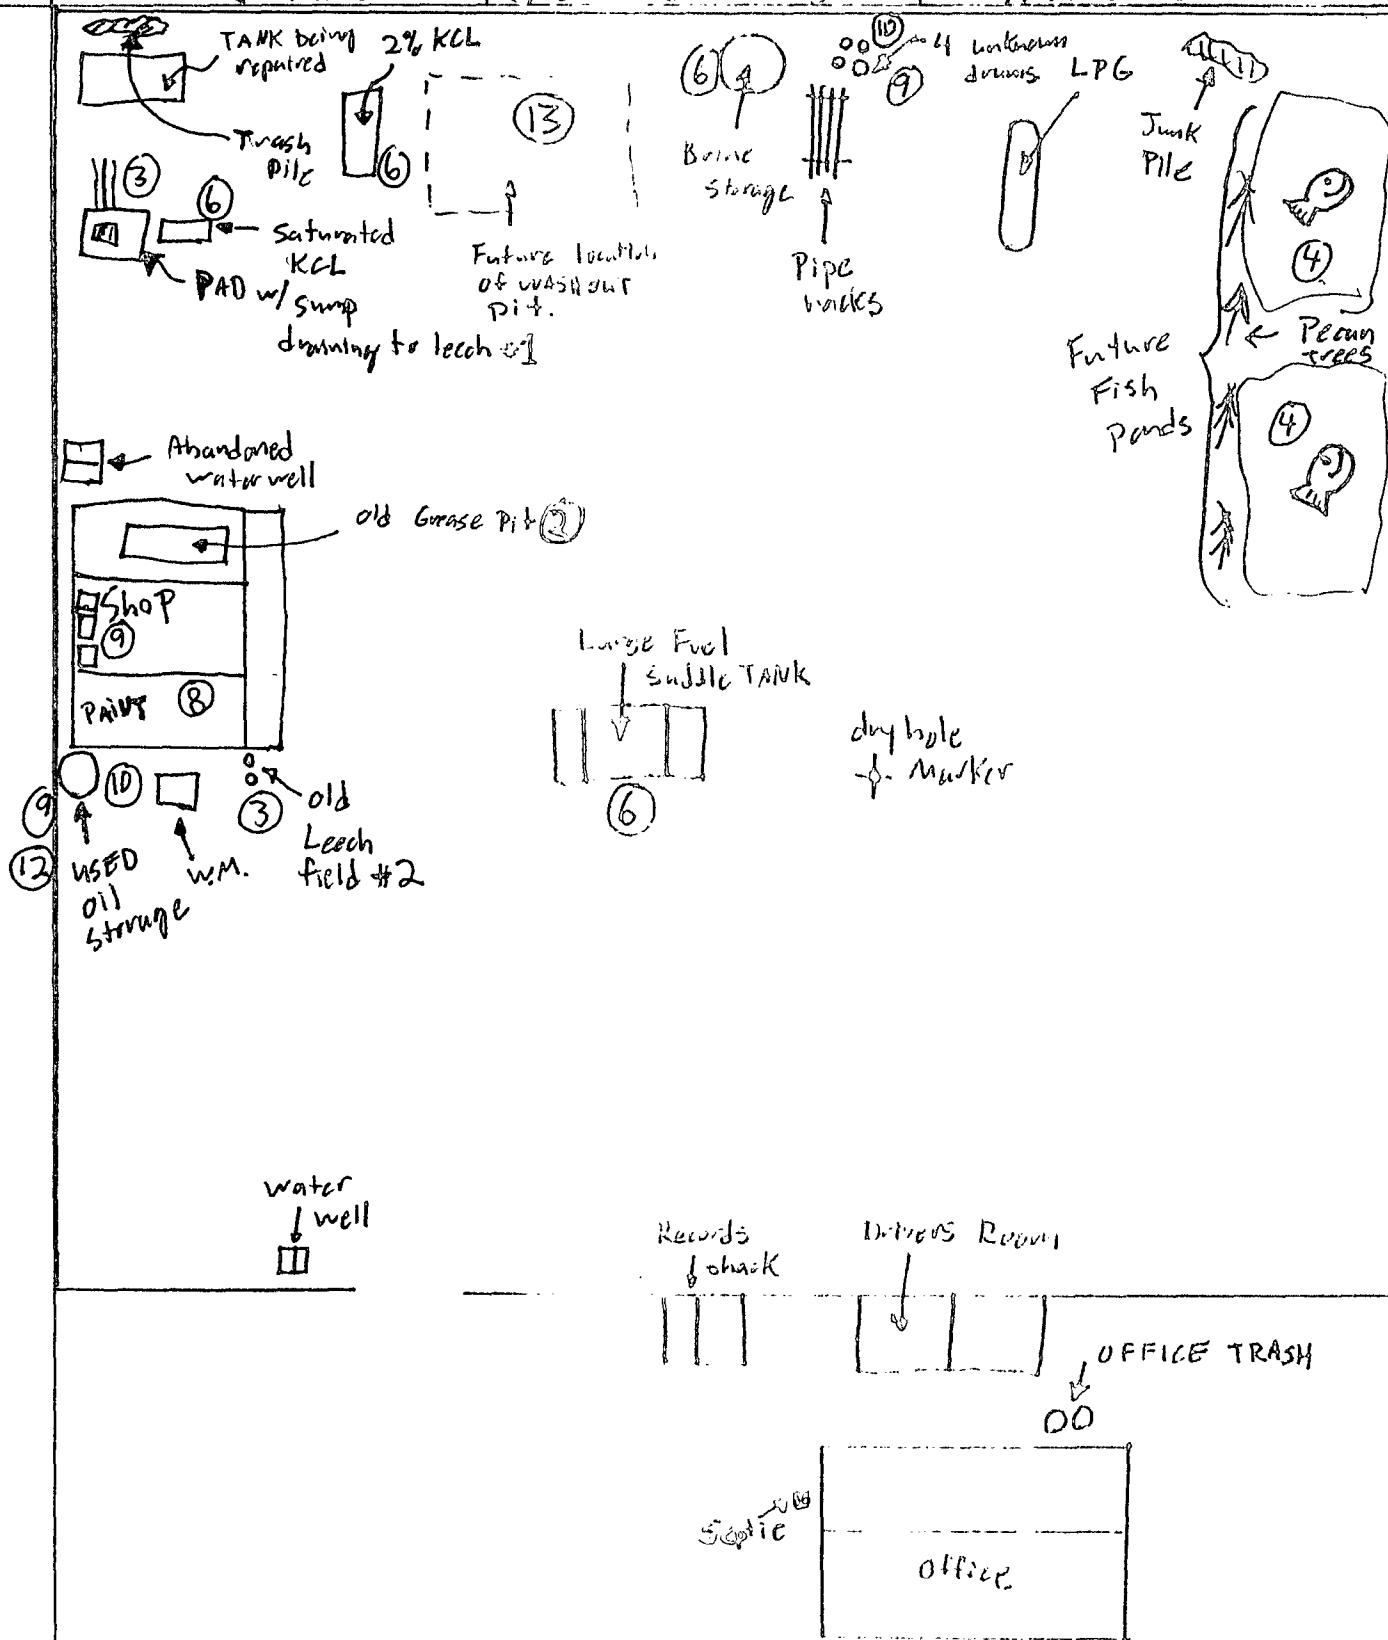 TANK being
repaired
2% KCL
6
13
6
10
4 unknown
drums
9
LPG
Junk
Pile
Trash
pile
3
6
Saturated
KCL
PAD w/ sump
draining to leech #1
Future location
of WASHOUT
pit.
Brine
storage
Pipe
racks
4
Pecan
trees
Future
Fish
Ponds
4
Abandoned
water well
old Grease Pit
Shop
9
PAINT 8
Large Fuel
Saddle TANK
6
dry hole
Marker
9
12
10
3
USED
oil
storage
W.M.
old
Leech
field #2
water
well
Records
shack
Drivers Room
OFFICE TRASH
Septic
Office